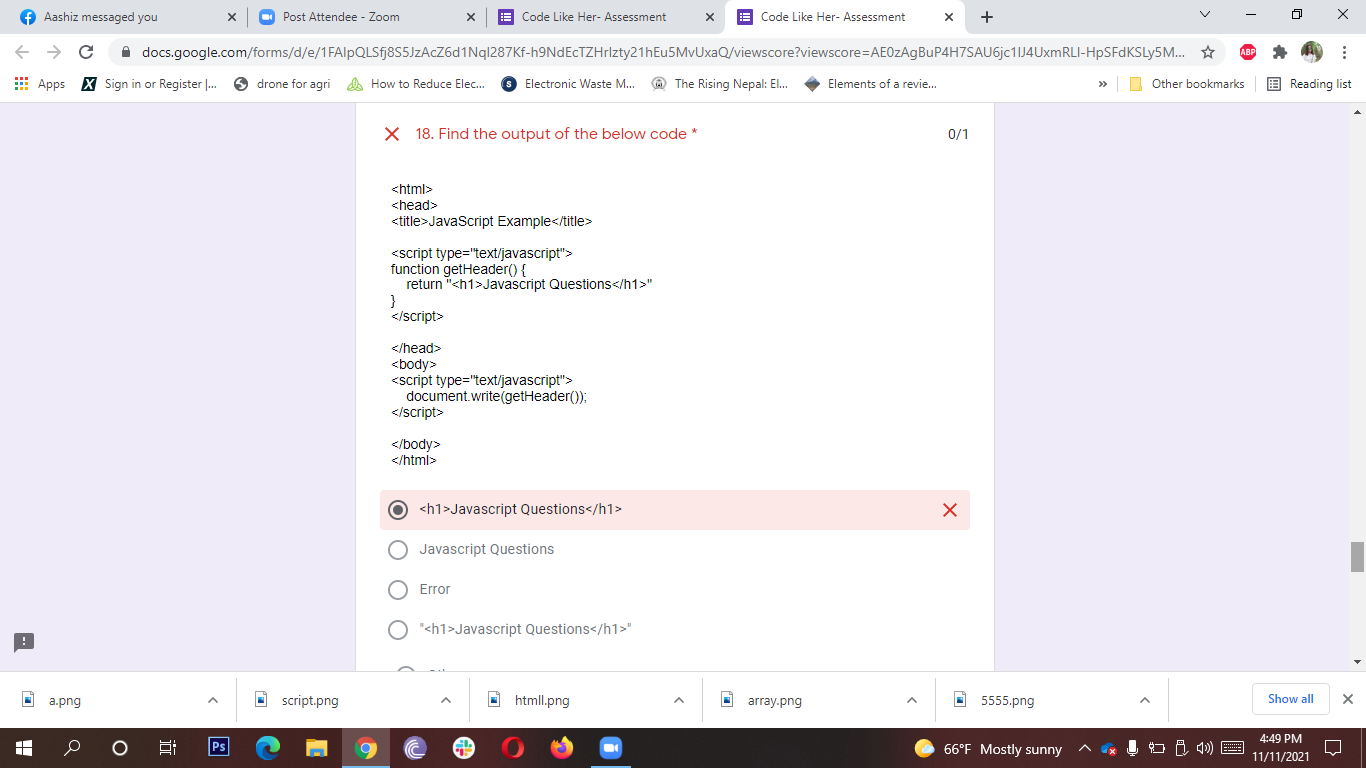 Aashiz messaged you
Post Attendee - Zoom
Code Like Her- Assessment
Code Like Her- Assessment
docs.google.com/forms/d/e/1FAIpQLSfj8S5JzAcZ6d1Nql287Kf-h9NdEcTZHrIzty21hEu5MvUxaQ/viewscore?viewscore=AE0zAgBuP4H7SAU6jc1IJ4UxmRLI-HpSFdKSLy5M...
ABP
Apps
Sign in or Register |...
drone for agri
How to Reduce Elec...
Electronic Waste M...
The Rising Nepal: El...
Elements of a revie...
»
Other bookmarks
Reading list
18. Find the output of the below code *
0/1
<html>
<head>
<title>JavaScript Example</title>
<script type="text/javascript">
function getHeader() {
return "<h1>Javascript Questions</h1>"
}
</script>
</head>
<body>
<script type="text/javascript">
document.write(getHeader());
</script>
</body>
</html>
<h1>Javascript Questions</h1>
Javascript Questions
Error
"<h1>Javascript Questions</h1>"
a.png
script.png
htmll.png
array.png
5555.png
Show all
Ps
66°F Mostly sunny
4:49 PM
11/11/2021